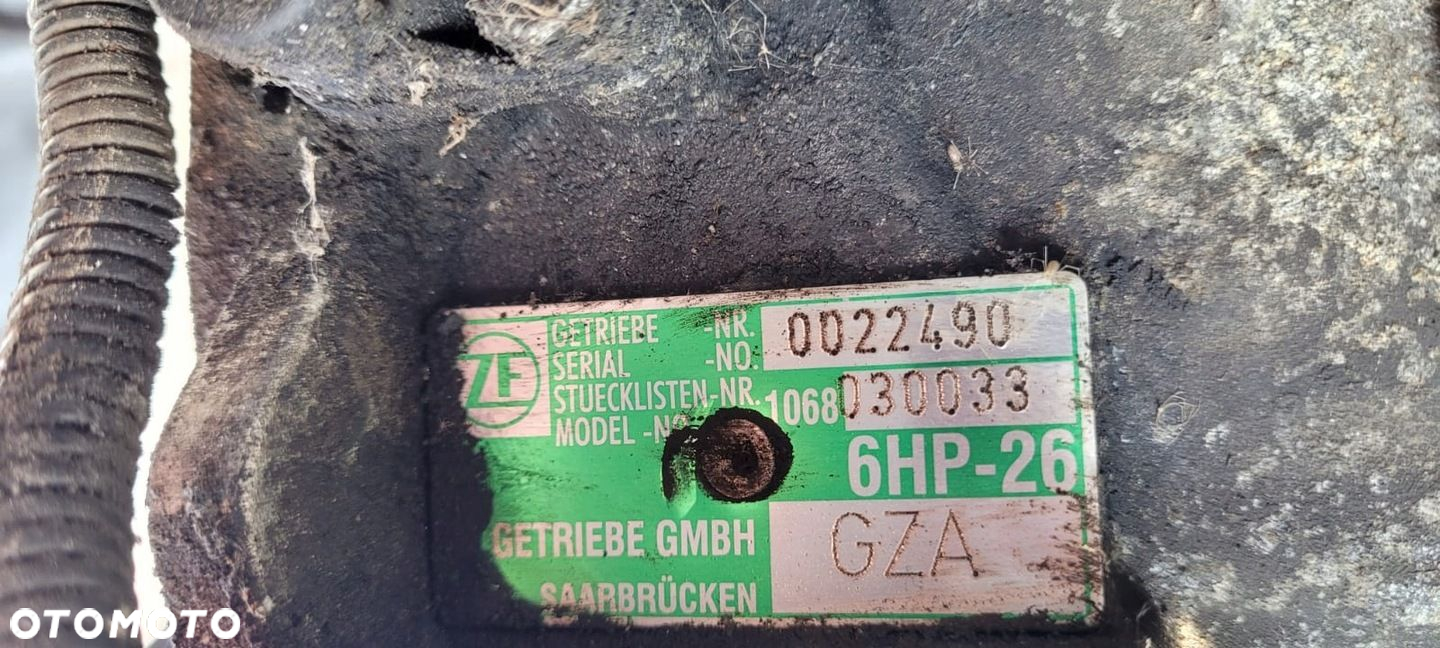 ZF
GETRIEBE -NR. 0022490
SERIAL -NO.
STUECKLISTEN-NR. 1068 030033
MODEL -NO
6HP-26
GETRIEBE GMBH GZA
SAARBRÜCKEN
OTOMOTO